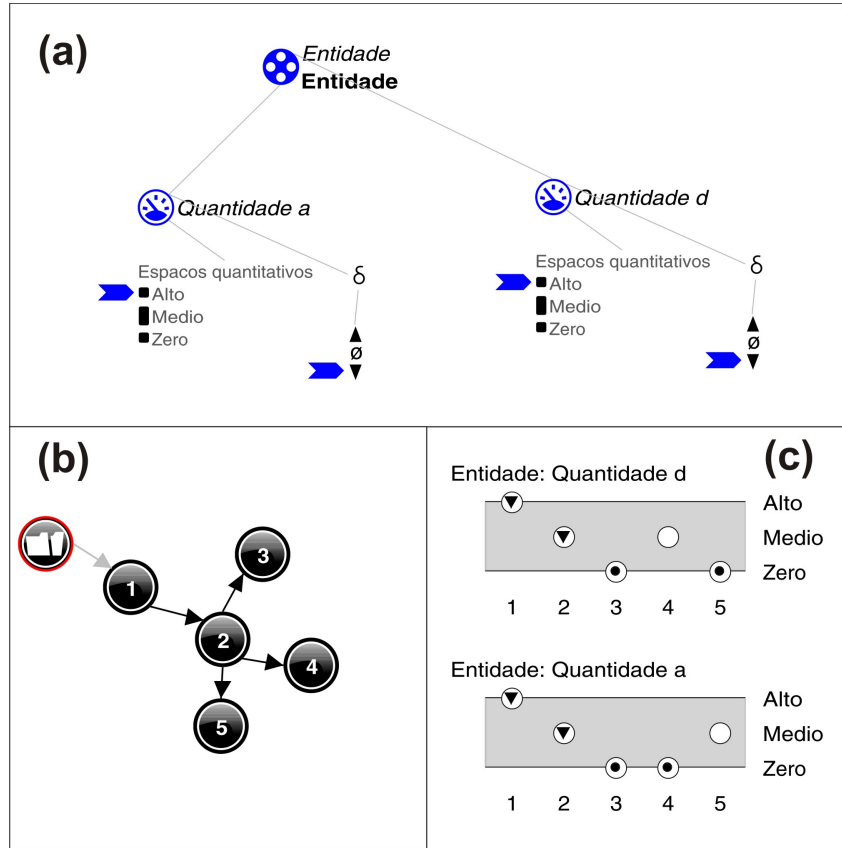 (a)
Entidade
Entidade
Quantidade a
Quantidade d
Espacos quantitativos
Alto
Medio
Zero
δ
ø
Espacos quantitativos
Alto
Medio
Zero
δ
ø
(b)
1
2
3
4
5
(c)
Entidade: Quantidade d
Alto
Medio
Zero
1 2 3 4 5
Entidade: Quantidade a
Alto
Medio
Zero
1 2 3 4 5